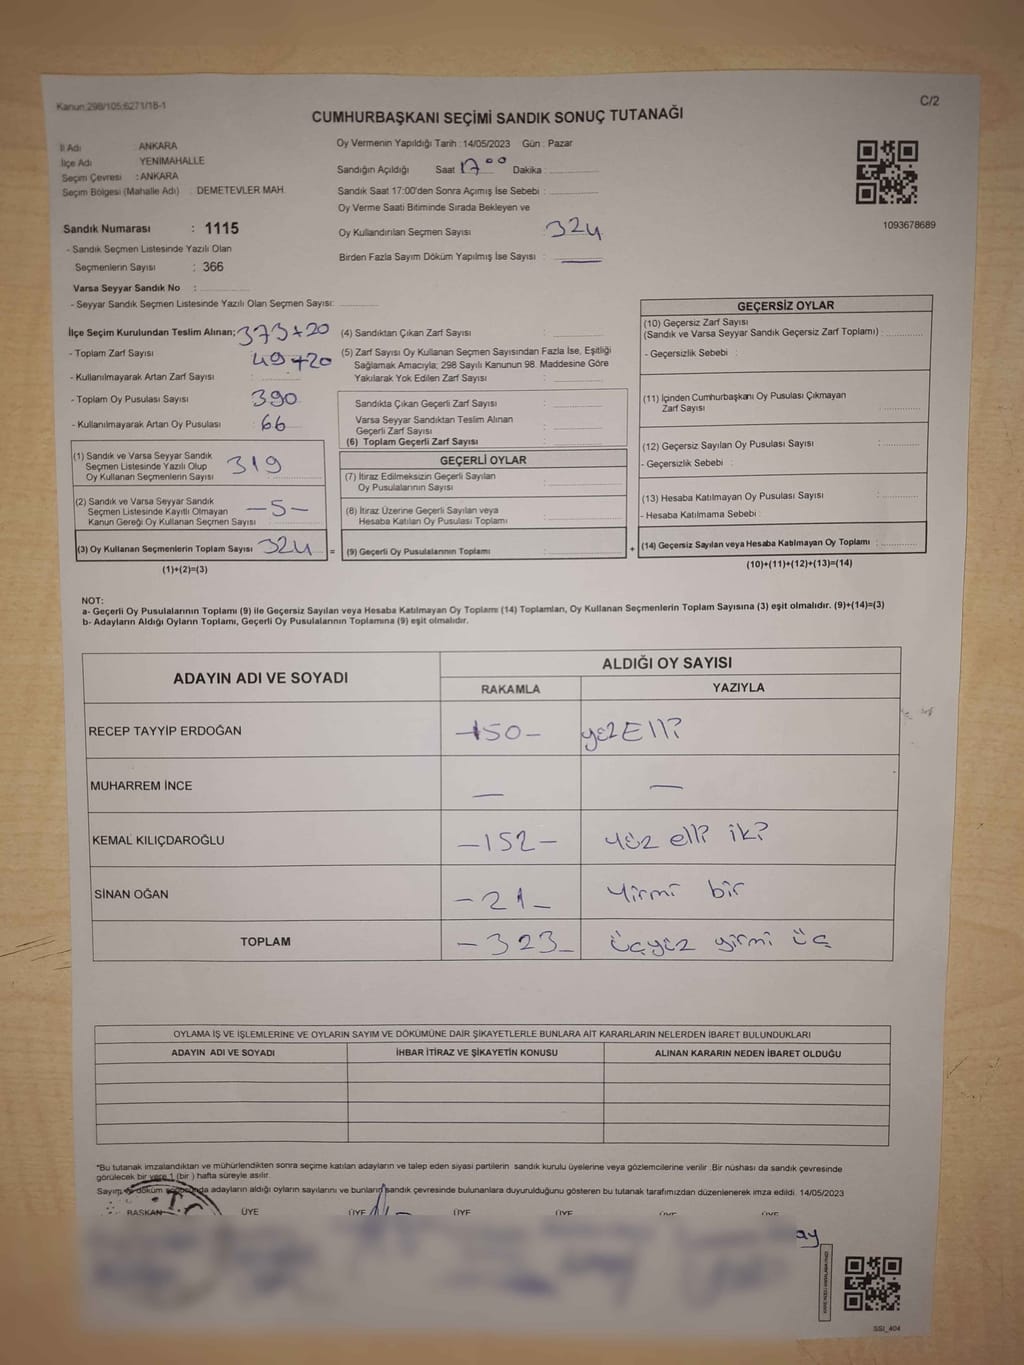 Kanun:298/105;6271/18-1
C/2
CUMHURBAŞKANI SEÇİMİ SANDIK SONUÇ TUTANAĞI
İl Adı : ANKARA
İlçe Adı : YENİMAHALLE
Seçim Çevresi : ANKARA
Seçim Bölgesi (Mahalle Adı) : DEMETEVLER MAH.
Sandık Numarası : 1115
- Sandık Seçmen Listesinde Yazılı Olan
Seçmenlerin Sayısı : 366
Varsa Seyyar Sandık No :
- Seyyar Sandık Seçmen Listesinde Yazılı Olan Seçmen Sayısı:
Oy Vermenin Yapıldığı Tarih : 14/05/2023 Gün : Pazar
Sandığın Açıldığı Saat 17 00 Dakika :
Sandık Saat 17:00'den Sonra Açımış İse Sebebi :
Oy Verme Saati Bitiminde Sırada Bekleyen ve
Oy Kullandırılan Seçmen Sayısı : 324
Birden Fazla Sayım Döküm Yapılmış İse Sayısı : —
1093678689
İlçe Seçim Kurulundan Teslim Alınan; 373+20
- Toplam Zarf Sayısı 49+20
- Kullanılmayarak Artan Zarf Sayısı :
- Toplam Oy Pusulası Sayısı 390
- Kullanılmayarak Artan Oy Pusulası : 66
(1) Sandık ve Varsa Seyyar Sandık
Seçmen Listesinde Yazılı Olup
Oy Kullanan Seçmenlerin Sayısı 319
(2) Sandık ve Varsa Seyyar Sandık
Seçmen Listesinde Kayıtlı Olmayan
Kanun Gereği Oy Kullanan Seçmen Sayısı : —5—
(3) Oy Kullanan Seçmenlerin Toplam Sayısı 324
(1)+(2)=(3)
(4) Sandıktan Çıkan Zarf Sayısı :
(5) Zarf Sayısı Oy Kullanan Seçmen Sayısından Fazla İse, Eşitliği
Sağlamak Amacıyla; 298 Sayılı Kanunun 98. Maddesine Göre
Yakılarak Yok Edilen Zarf Sayısı :
Sandıkta Çıkan Geçerli Zarf Sayısı :
Varsa Seyyar Sandıktan Teslim Alınan
Geçerli Zarf Sayısı :
(6) Toplam Geçerli Zarf Sayısı :
GEÇERLİ OYLAR
(7) İtiraz Edilmeksizin Geçerli Sayılan
Oy Pusulalarının Sayısı :
(8) İtiraz Üzerine Geçerli Sayılan veya
Hesaba Katılan Oy Pusulası Toplamı :
= (9) Geçerli Oy Pusulalarının Toplamı :
GEÇERSİZ OYLAR
(10) Geçersiz Zarf Sayısı
(Sandık ve Varsa Seyyar Sandık Geçersiz Zarf Toplamı) :
- Geçersizlik Sebebi :
(11) İçinden Cumhurbaşkanı Oy Pusulası Çıkmayan
Zarf Sayısı :
(12) Geçersiz Sayılan Oy Pusulası Sayısı :
- Geçersizlik Sebebi :
(13) Hesaba Katılmayan Oy Pusulası Sayısı :
- Hesaba Katılmama Sebebi :
+ (14) Geçersiz Sayılan veya Hesaba Katılmayan Oy Toplamı :
(10)+(11)+(12)+(13)=(14)
NOT:
a- Geçerli Oy Pusulalarının Toplamı (9) ile Geçersiz Sayılan veya Hesaba Katılmayan Oy Toplamı (14) Toplamları, Oy Kullanan Seçmenlerin Toplam Sayısına (3) eşit olmalıdır. (9)+(14)=(3)
b- Adayların Aldığı Oyların Toplamı, Geçerli Oy Pusulalarının Toplamına (9) eşit olmalıdır.
ADAYIN ADI VE SOYADI
ALDIĞI OY SAYISI
RAKAMLA YAZIYLA
RECEP TAYYİP ERDOĞAN —150— yüz Elli
MUHARREM İNCE — —
KEMAL KILIÇDAROĞLU —152— Yüz elli iki
SİNAN OĞAN —21— Yirmi bir
TOPLAM —323— üçyüz yirmi üç
OYLAMA İŞ VE İŞLEMLERİNE VE OYLARIN SAYIM VE DÖKÜMÜNE DAİR ŞİKAYETLERLE BUNLARA AİT KARARLARIN NELERDEN İBARET BULUNDUKLARI
ADAYIN ADI VE SOYADI İHBAR İTİRAZ VE ŞİKAYETİN KONUSU ALINAN KARARIN NEDEN İBARET OLDUĞU
*Bu tutanak imzalandıktan ve mühürlendikten sonra seçime katılan adayların ve talep eden siyasi partilerin sandık kurulu üyelerine veya gözlemcilerine verilir .Bir nüshası da sandık çevresinde
görülecek bir yere 1 (bir ) hafta süreyle asılır.
Sayım ve döküm sonucunda adayların aldığı oyların sayılarını ve bunların sandık çevresinde bulunanlara duyurulduğunu gösteren bu tutanak tarafımızdan düzenlenerek imza edildi. 14/05/2023
BAŞKAN ÜYE ÜYE ÜYE ÜYE ÜYE ÜYE
ay
SSI_404